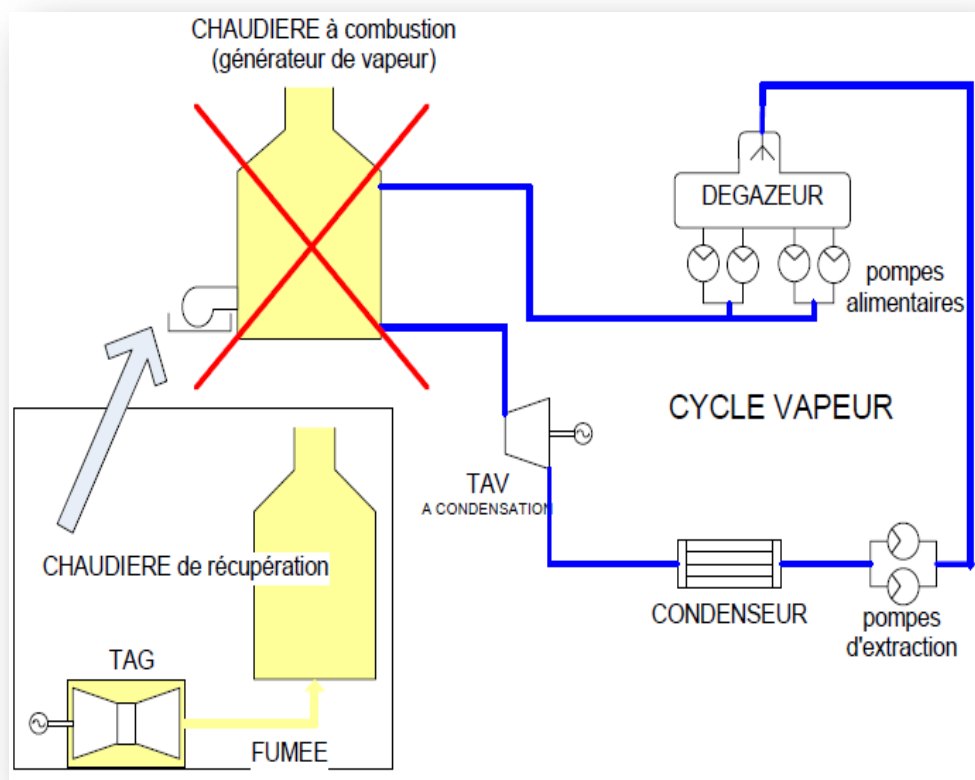 CHAUDIERE à combustion
(générateur de vapeur)
DEGAZEUR
pompes
alimentaires
CYCLE VAPEUR
TAV
A CONDENSATION
CONDENSEUR
pompes
d'extraction
CHAUDIERE de récupération
TAG
FUMEE